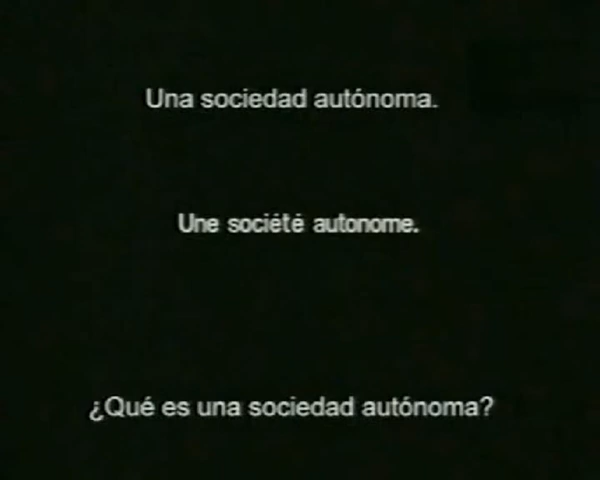 Una sociedad autónoma.
Une société autonome.
¿Qué es una sociedad autónoma?